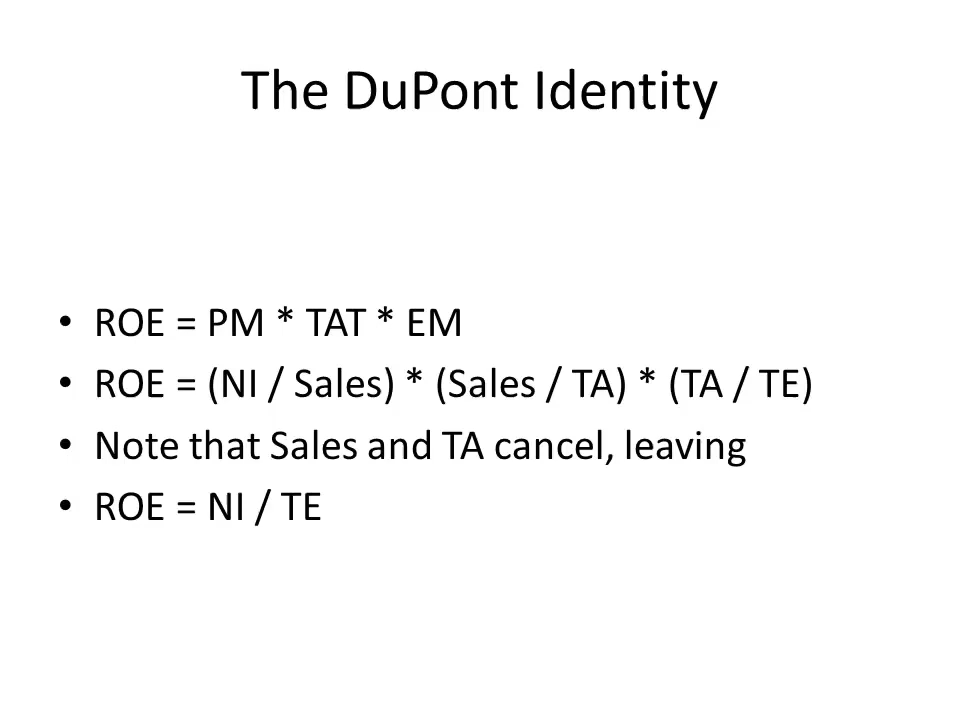 The DuPont Identity
• ROE = PM * TAT * EM
• ROE = (NI / Sales) * (Sales / TA) * (TA / TE)
• Note that Sales and TA cancel, leaving
• ROE = NI / TE